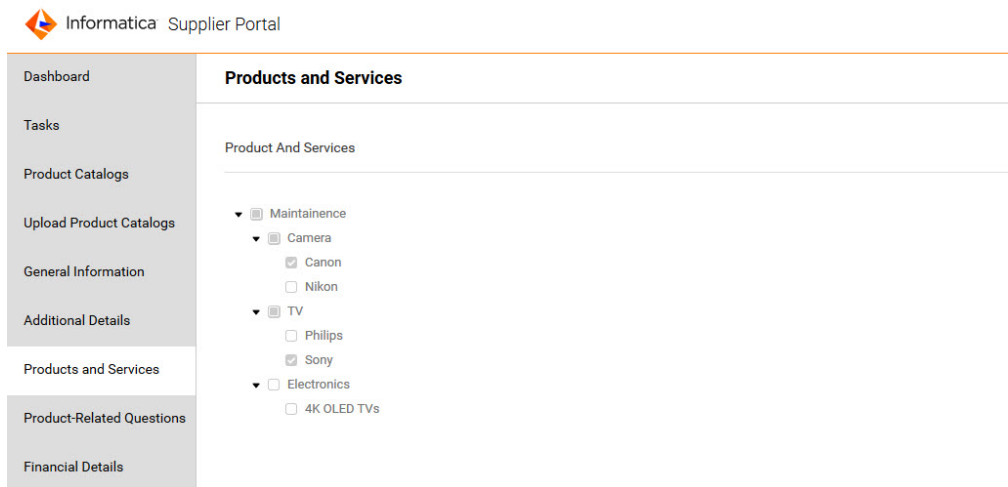 Informatica Supplier Portal
Dashboard
Tasks
Product Catalogs
Upload Product Catalogs
General Information
Additional Details
Products and Services
Product-Related Questions
Financial Details
Products and Services
Product And Services
Maintainence
Camera
Canon
Nikon
TV
Philips
Sony
Electronics
4K OLED TVs